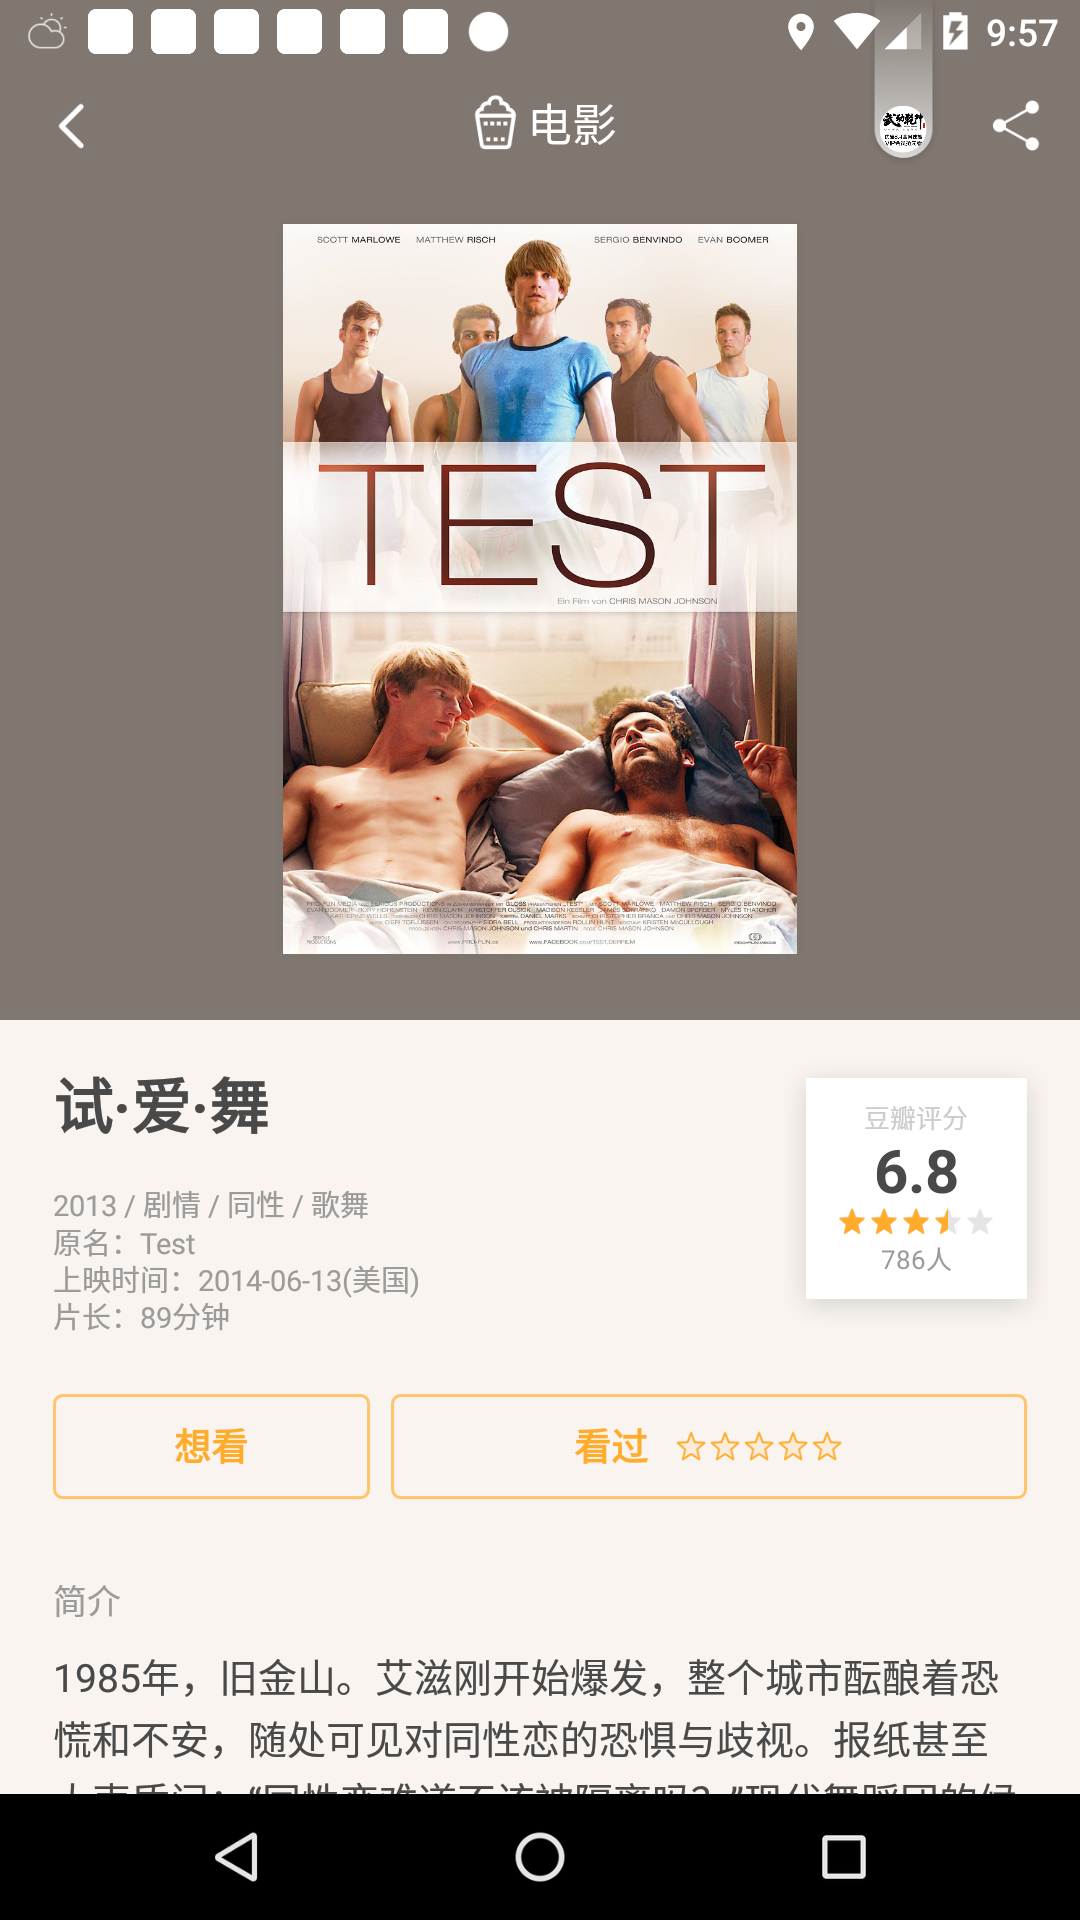 9:57
电影
SCOTT MARLOWE MATTHEW RISCH SERGIO BENVINDO EVAN BOOMER
TEST
Ein Film von CHRIS MASON JOHNSON
试·爱·舞
豆瓣评分
6.8
786人
2013 / 剧情 / 同性 / 歌舞
原名：Test
上映时间：2014-06-13(美国)
片长：89分钟
想看
看过
简介
1985年，旧金山。艾滋刚开始爆发，整个城市酝酿着恐
慌和不安，随处可见对同性恋的恐惧与歧视。报纸甚至